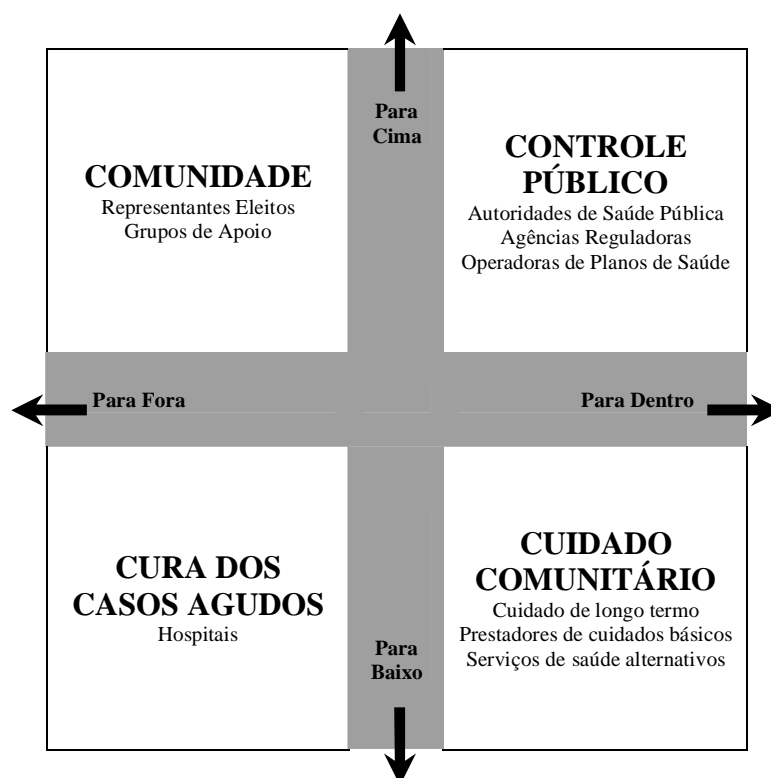 Para
Cima
COMUNIDADE
Representantes Eleitos
Grupos de Apoio
CONTROLE
PÚBLICO
Autoridades de Saúde Pública
Agências Reguladoras
Operadoras de Planos de Saúde
Para Fora
Para Dentro
CURA DOS
CASOS AGUDOS
Hospitais
CUIDADO
COMUNITÁRIO
Cuidado de longo termo
Prestadores de cuidados básicos
Serviços de saúde alternativos
Para
Baixo